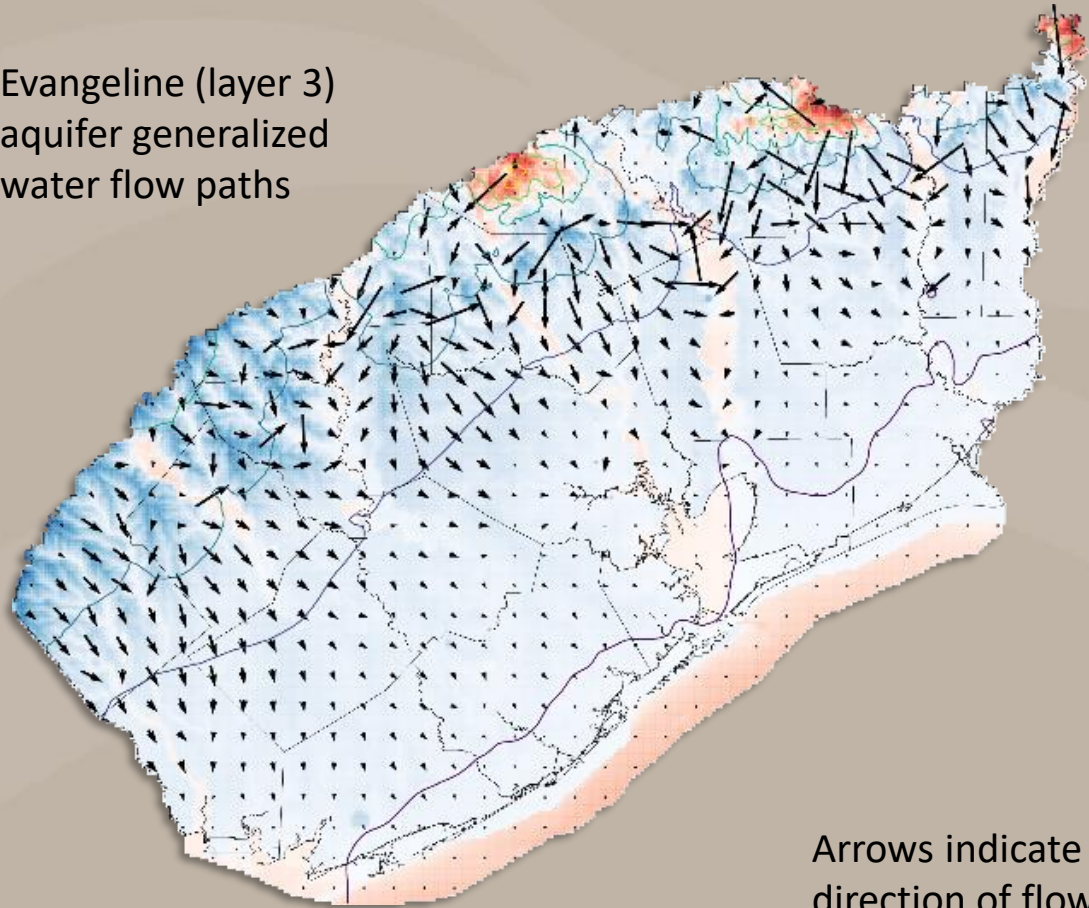 Evangeline (layer 3)
aquifer generalized
water flow paths
Arrows indicate
direction of flow